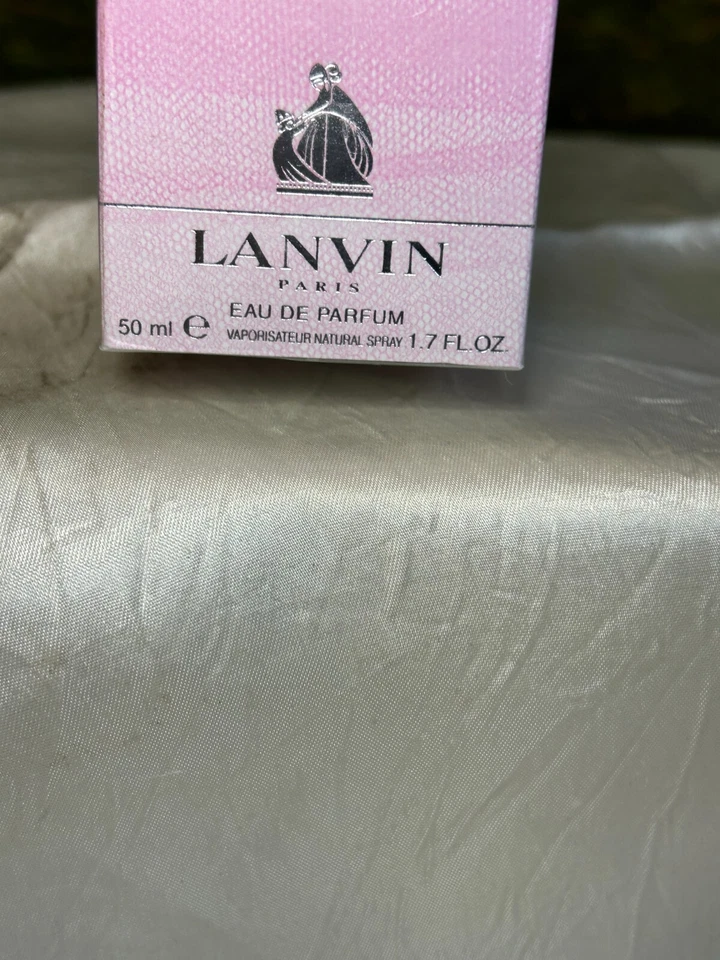 LANVIN
PARIS
EAU DE PARFUM
50 ml ℮ VAPORISATEUR NATURAL SPRAY 1.7 FL.OZ.